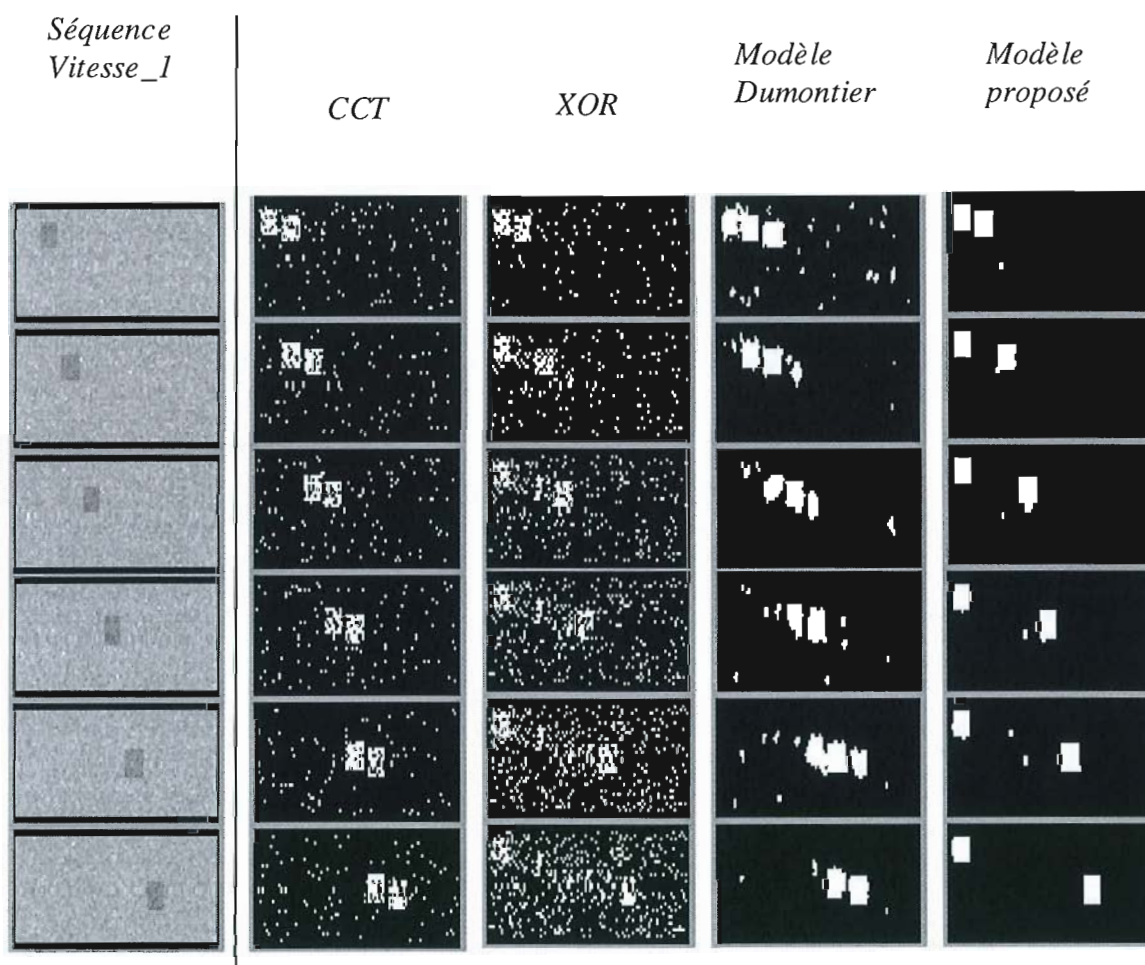 Séquence
Vitesse_1
CCT
XOR
Modèle
Dumontier
Modèle
proposé